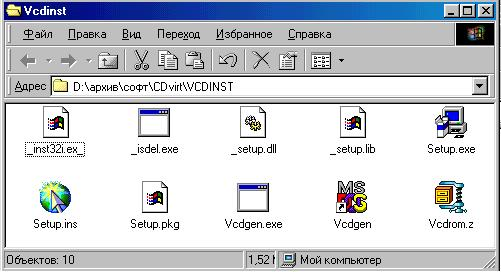 Vcdinst
Файл Правка Вид Переход Избранное Справка
Адрес D:\архив\софт\CDvirt\VCDINST
_inst32i.ex_ _isdel.exe _setup.dll _setup.lib Setup.exe
MS G
Setup.ins Setup.pkg Vcdgen.exe Vcdgen Vcdrom.z
Объектов: 10 1,52 Мой компьютер